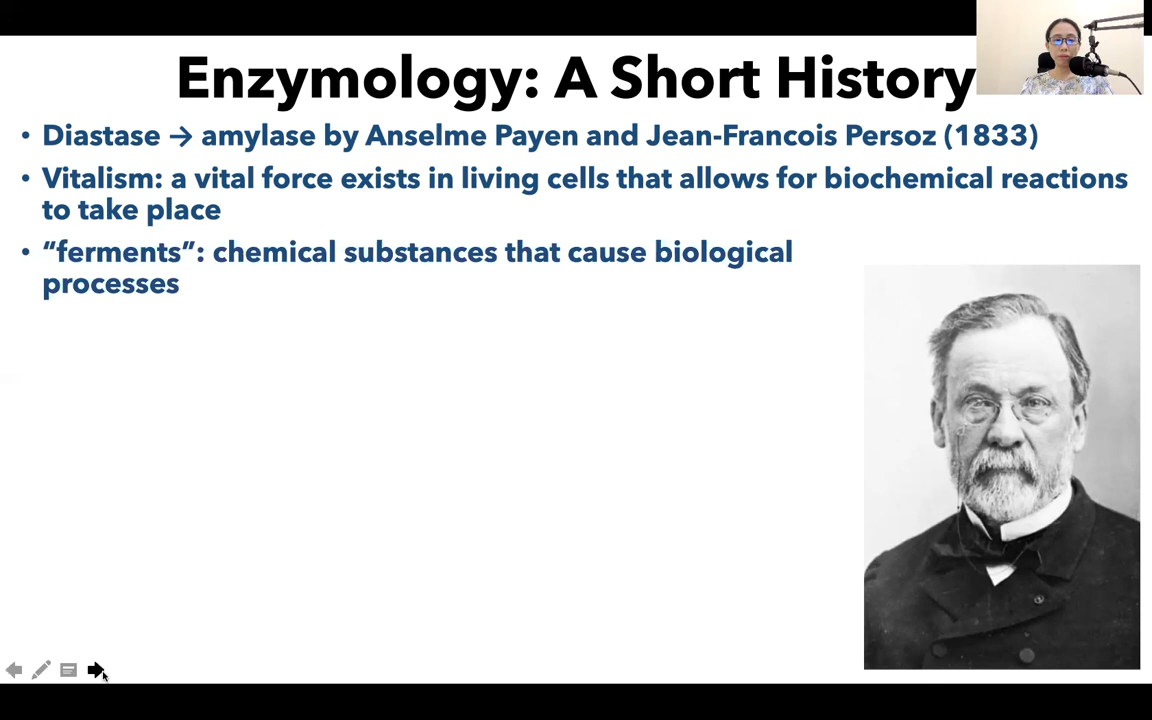 Enzymology: A Short History
• Diastase → amylase by Anselme Payen and Jean-Francois Persoz (1833)
• Vitalism: a vital force exists in living cells that allows for biochemical reactions
to take place
• “ferments”: chemical substances that cause biological
processes